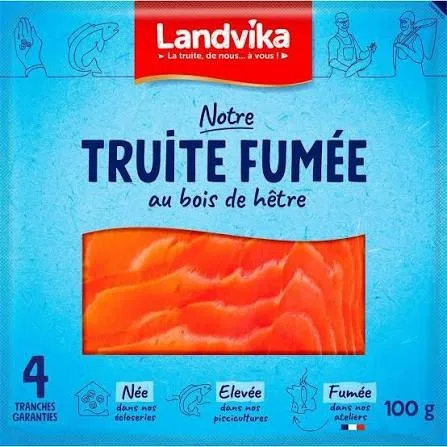 Landvika
La truite, de nous... à vous !
Notre
TRUiTE FUMÉE
au bois de hêtre
4
TRANCHES
GARANTIES
Née
dans nos
écloseries
Elevée
dans nos
piscicultures
Fumée
dans nos
ateliers
100 g